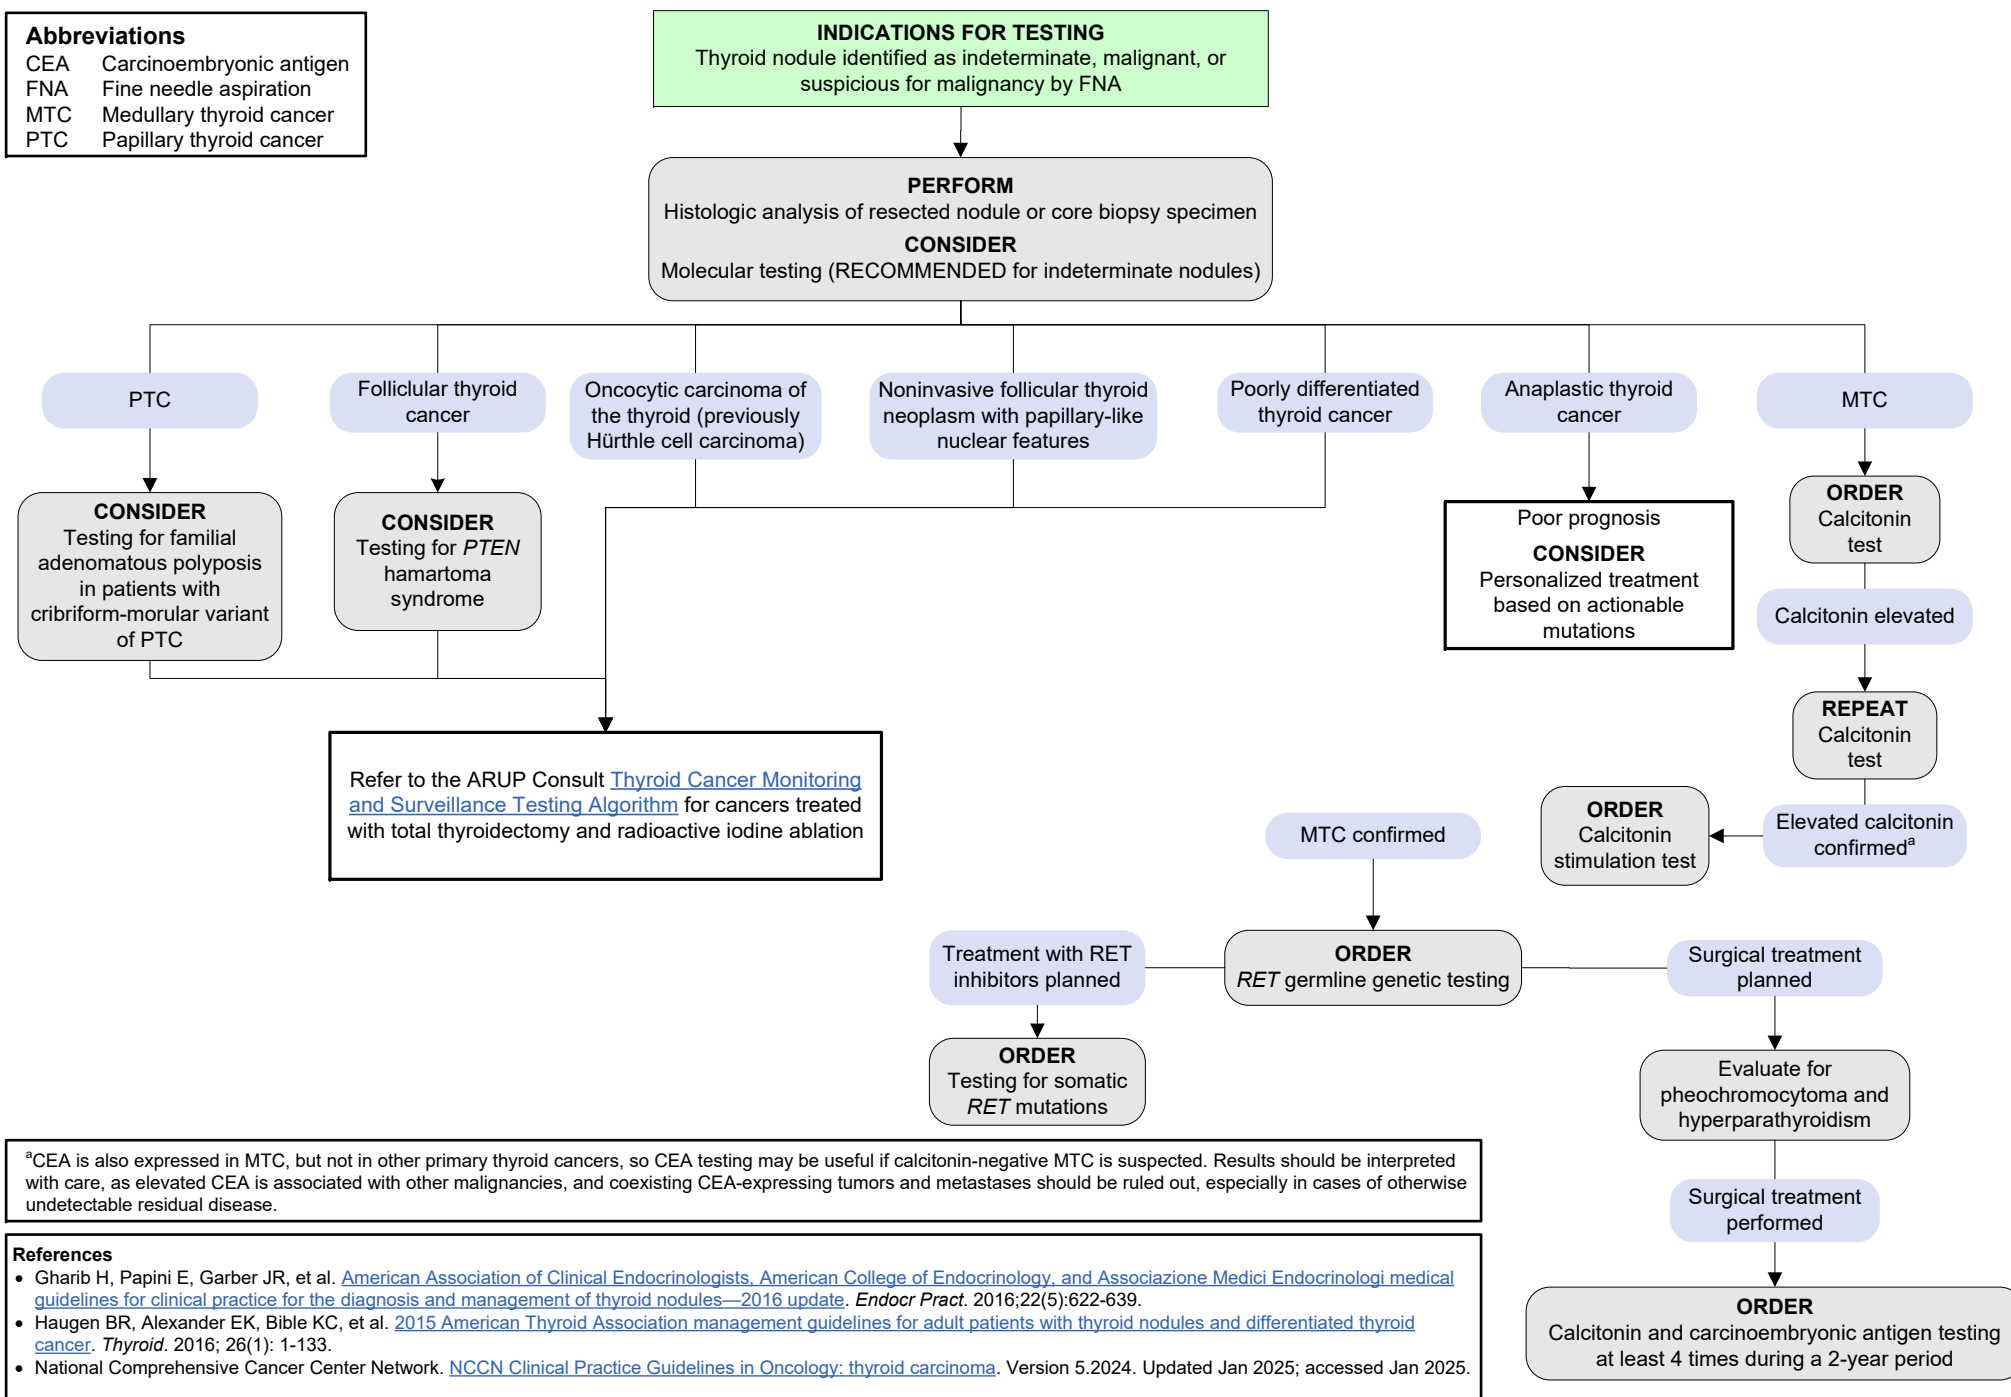 Abbreviations
CEA Carcinoembryonic antigen
FNA Fine needle aspiration
MTC Medullary thyroid cancer
PTC Papillary thyroid cancer
INDICATIONS FOR TESTING
Thyroid nodule identified as indeterminate, malignant, or
suspicious for malignancy by FNA
PERFORM
Histologic analysis of resected nodule or core biopsy specimen
CONSIDER
Molecular testing (RECOMMENDED for indeterminate nodules)
PTC
Folliclular thyroid
cancer
Oncocytic carcinoma of
the thyroid (previously
Hürthle cell carcinoma)
Noninvasive follicular thyroid
neoplasm with papillary-like
nuclear features
Poorly differentiated
thyroid cancer
Anaplastic thyroid
cancer
MTC
CONSIDER
Testing for familial
adenomatous polyposis
in patients with
cribriform-morular variant
of PTC
CONSIDER
Testing for PTEN
hamartoma
syndrome
Poor prognosis
CONSIDER
Personalized treatment
based on actionable
mutations
ORDER
Calcitonin
test
Calcitonin elevated
REPEAT
Calcitonin
test
Elevated calcitonin
confirmedᵃ
ORDER
Calcitonin
stimulation test
Refer to the ARUP Consult Thyroid Cancer Monitoring
and Surveillance Testing Algorithm for cancers treated
with total thyroidectomy and radioactive iodine ablation
MTC confirmed
ORDER
RET germline genetic testing
Treatment with RET
inhibitors planned
ORDER
Testing for somatic
RET mutations
Surgical treatment
planned
Evaluate for
pheochromocytoma and
hyperparathyroidism
Surgical treatment
performed
ORDER
Calcitonin and carcinoembryonic antigen testing
at least 4 times during a 2-year period
ᵃCEA is also expressed in MTC, but not in other primary thyroid cancers, so CEA testing may be useful if calcitonin-negative MTC is suspected. Results should be interpreted
with care, as elevated CEA is associated with other malignancies, and coexisting CEA-expressing tumors and metastases should be ruled out, especially in cases of otherwise
undetectable residual disease.
References
• Gharib H, Papini E, Garber JR, et al. American Association of Clinical Endocrinologists, American College of Endocrinology, and Associazione Medici Endocrinologi medical
guidelines for clinical practice for the diagnosis and management of thyroid nodules—2016 update. Endocr Pract. 2016;22(5):622-639.
• Haugen BR, Alexander EK, Bible KC, et al. 2015 American Thyroid Association management guidelines for adult patients with thyroid nodules and differentiated thyroid
cancer. Thyroid. 2016; 26(1): 1-133.
• National Comprehensive Cancer Center Network. NCCN Clinical Practice Guidelines in Oncology: thyroid carcinoma. Version 5.2024. Updated Jan 2025; accessed Jan 2025.